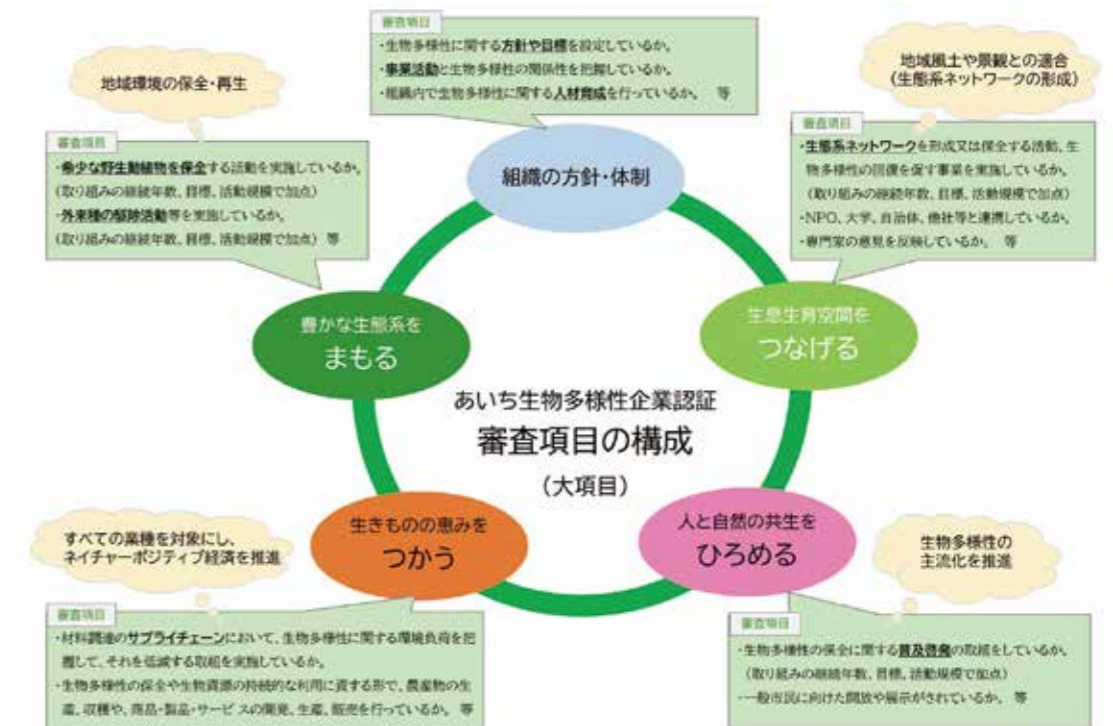 審査項目
・生物多様性に関する方針や目標を設定しているか。
・事業活動と生物多様性の関係性を把握しているか。
・組織内で生物多様性に関する人材育成を行っているか。 等
組織の方針・体制
地域環境の保全・再生
審査項目
・希少な野生動植物を保全する活動を実施しているか。
(取り組みの継続年数、目標、活動規模で加点)
・外来種の駆除活動等を実施しているか。
(取り組みの継続年数、目標、活動規模で加点) 等
豊かな生態系を
まもる
地域風土や景観との適合
(生態系ネットワークの形成)
審査項目
・生態系ネットワークを形成又は保全する活動、生
物多様性の回復を促す事業を実施しているか。
(取り組みの継続年数、目標、活動規模で加点)
・NPO、大学、自治体、他社等と連携しているか。
・専門家の意見を反映しているか。 等
生息生育空間を
つなげる
あいち生物多様性企業認証
審査項目の構成
(大項目)
生きものの恵みを
つかう
すべての業種を対象にし、
ネイチャーポジティブ経済を推進
審査項目
・材料調達のサプライチェーンにおいて、生物多様性に関する環境負荷を把
握して、それを低減する取組を実施しているか。
・生物多様性の保全や生物資源の持続的な利用に資する形で、農産物の生
産、収穫や、商品・製品・サービスの開発、生産、販売を行っているか。 等
人と自然の共生を
ひろめる
生物多様性の
主流化を推進
審査項目
・生物多様性の保全に関する普及啓発の取組をしているか。
(取り組みの継続年数、目標、活動規模で加点)
・一般市民に向けた開放や展示がされているか。 等